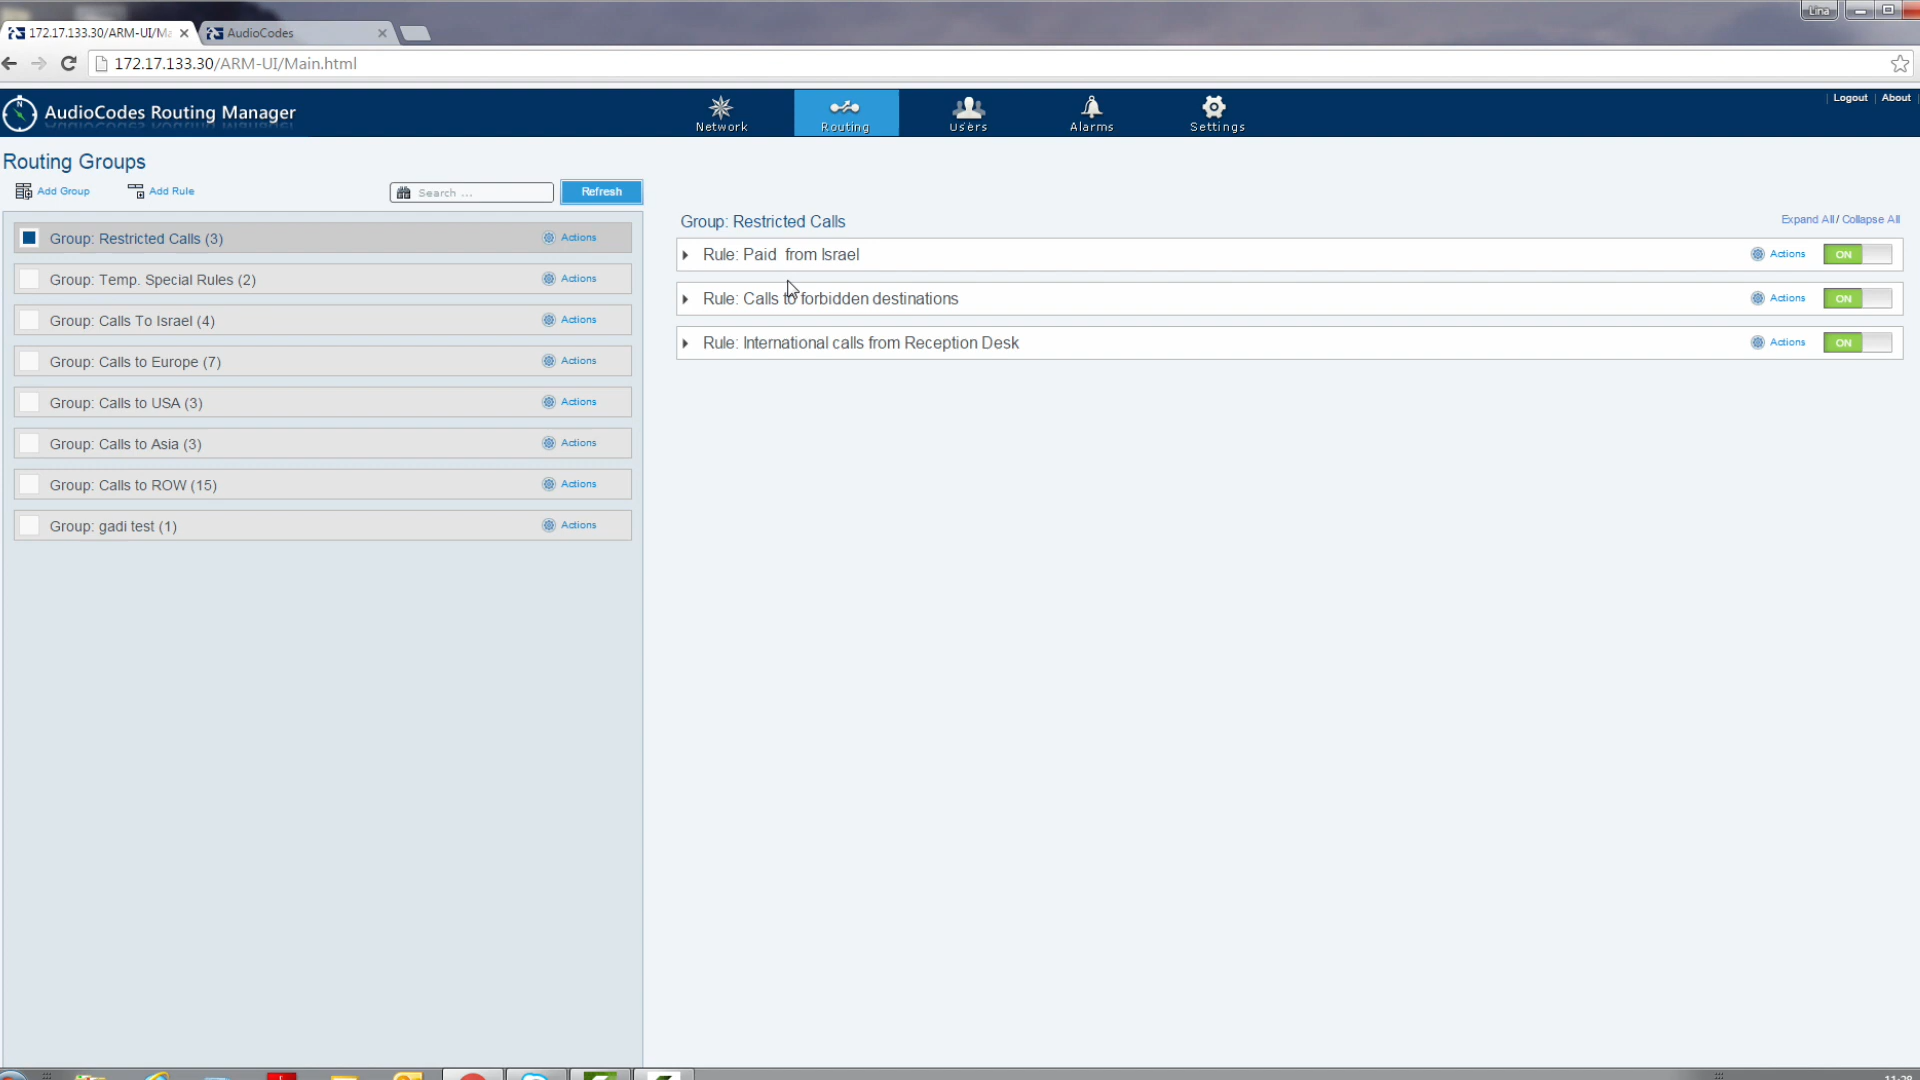 Lina
172.17.133.30/ARM-UI/Ma
AudioCodes
172.17.133.30/ARM-UI/Main.html
AudioCodes Routing Manager
Network
Routing
Users
Alarms
Settings
Logout
About
Routing Groups
Add Group
Add Rule
Search ...
Refresh
Group: Restricted Calls (3)
Actions
Group: Temp. Special Rules (2)
Actions
Group: Calls To Israel (4)
Actions
Group: Calls to Europe (7)
Actions
Group: Calls to USA (3)
Actions
Group: Calls to Asia (3)
Actions
Group: Calls to ROW (15)
Actions
Group: gadi test (1)
Actions
Group: Restricted Calls
Expand All / Collapse All
Rule: Paid from Israel
Actions
ON
Rule: Calls to forbidden destinations
Actions
ON
Rule: International calls from Reception Desk
Actions
ON